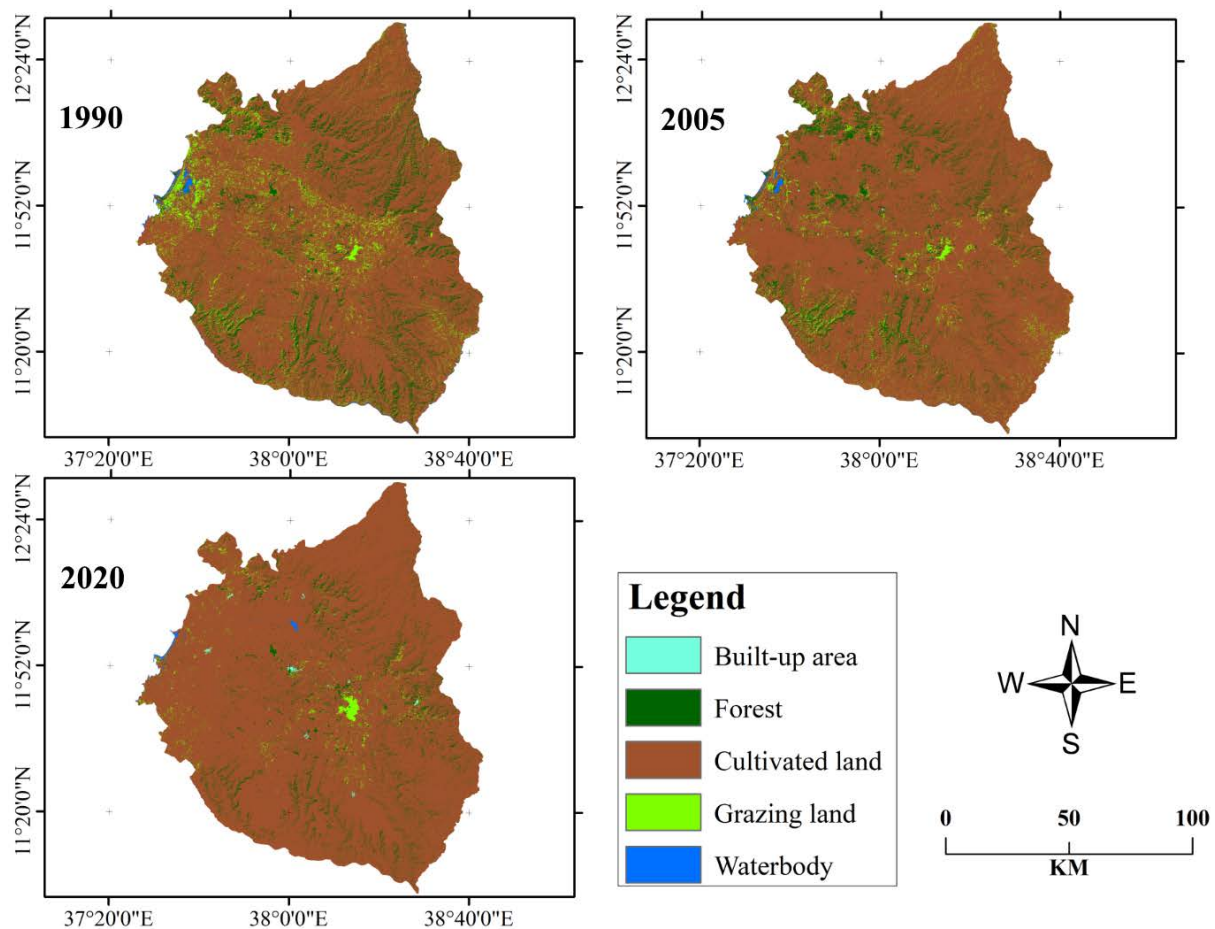 1990
12°24'0"N
11°52'0"N
11°20'0"N
37°20'0"E
38°0'0"E
38°40'0"E
2005
12°24'0"N
11°52'0"N
11°20'0"N
37°20'0"E
38°0'0"E
38°40'0"E
2020
12°24'0"N
11°52'0"N
11°20'0"N
37°20'0"E
38°0'0"E
38°40'0"E
Legend
Built-up area
Forest
Cultivated land
Grazing land
Waterbody
N
W
E
S
0
50
100
KM